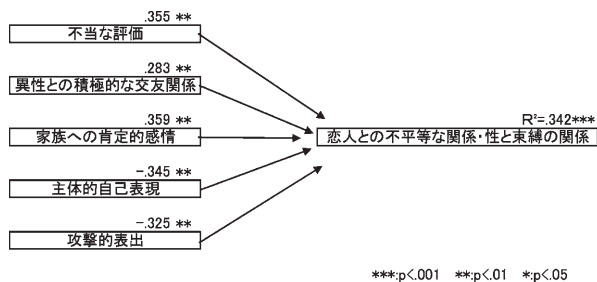 .355 **
不当な評価
.283 **
異性との積極的な交友関係
.359 **
家族への肯定的感情
-.345 **
主体的自己表現
-.325 **
攻撃的表出
R²=.342***
恋人との不平等な関係・性と束縛の関係
***:p<.001 **:p<.01 *:p<.05